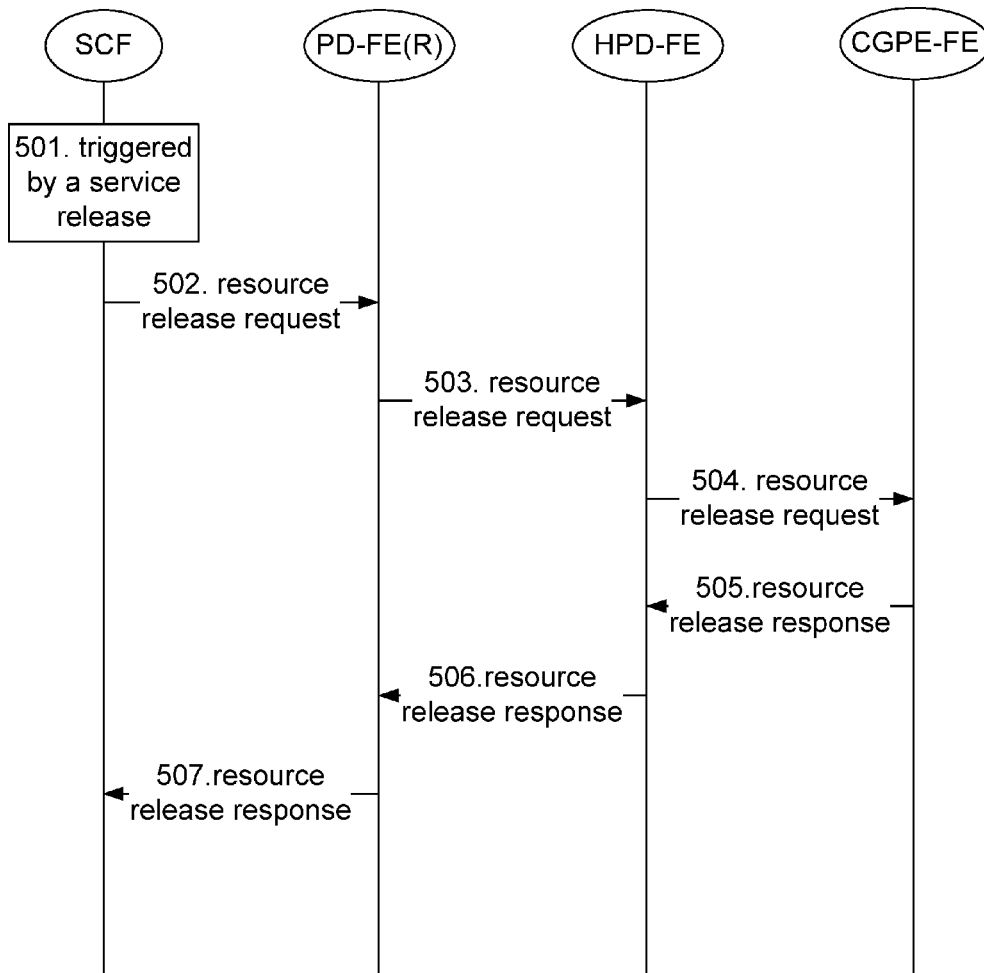 SCF
PD-FE(R)
HPD-FE
CGPE-FE
501. triggered
by a service
release
502. resource
release request
503. resource
release request
504. resource
release request
505.resource
release response
506.resource
release response
507.resource
release response